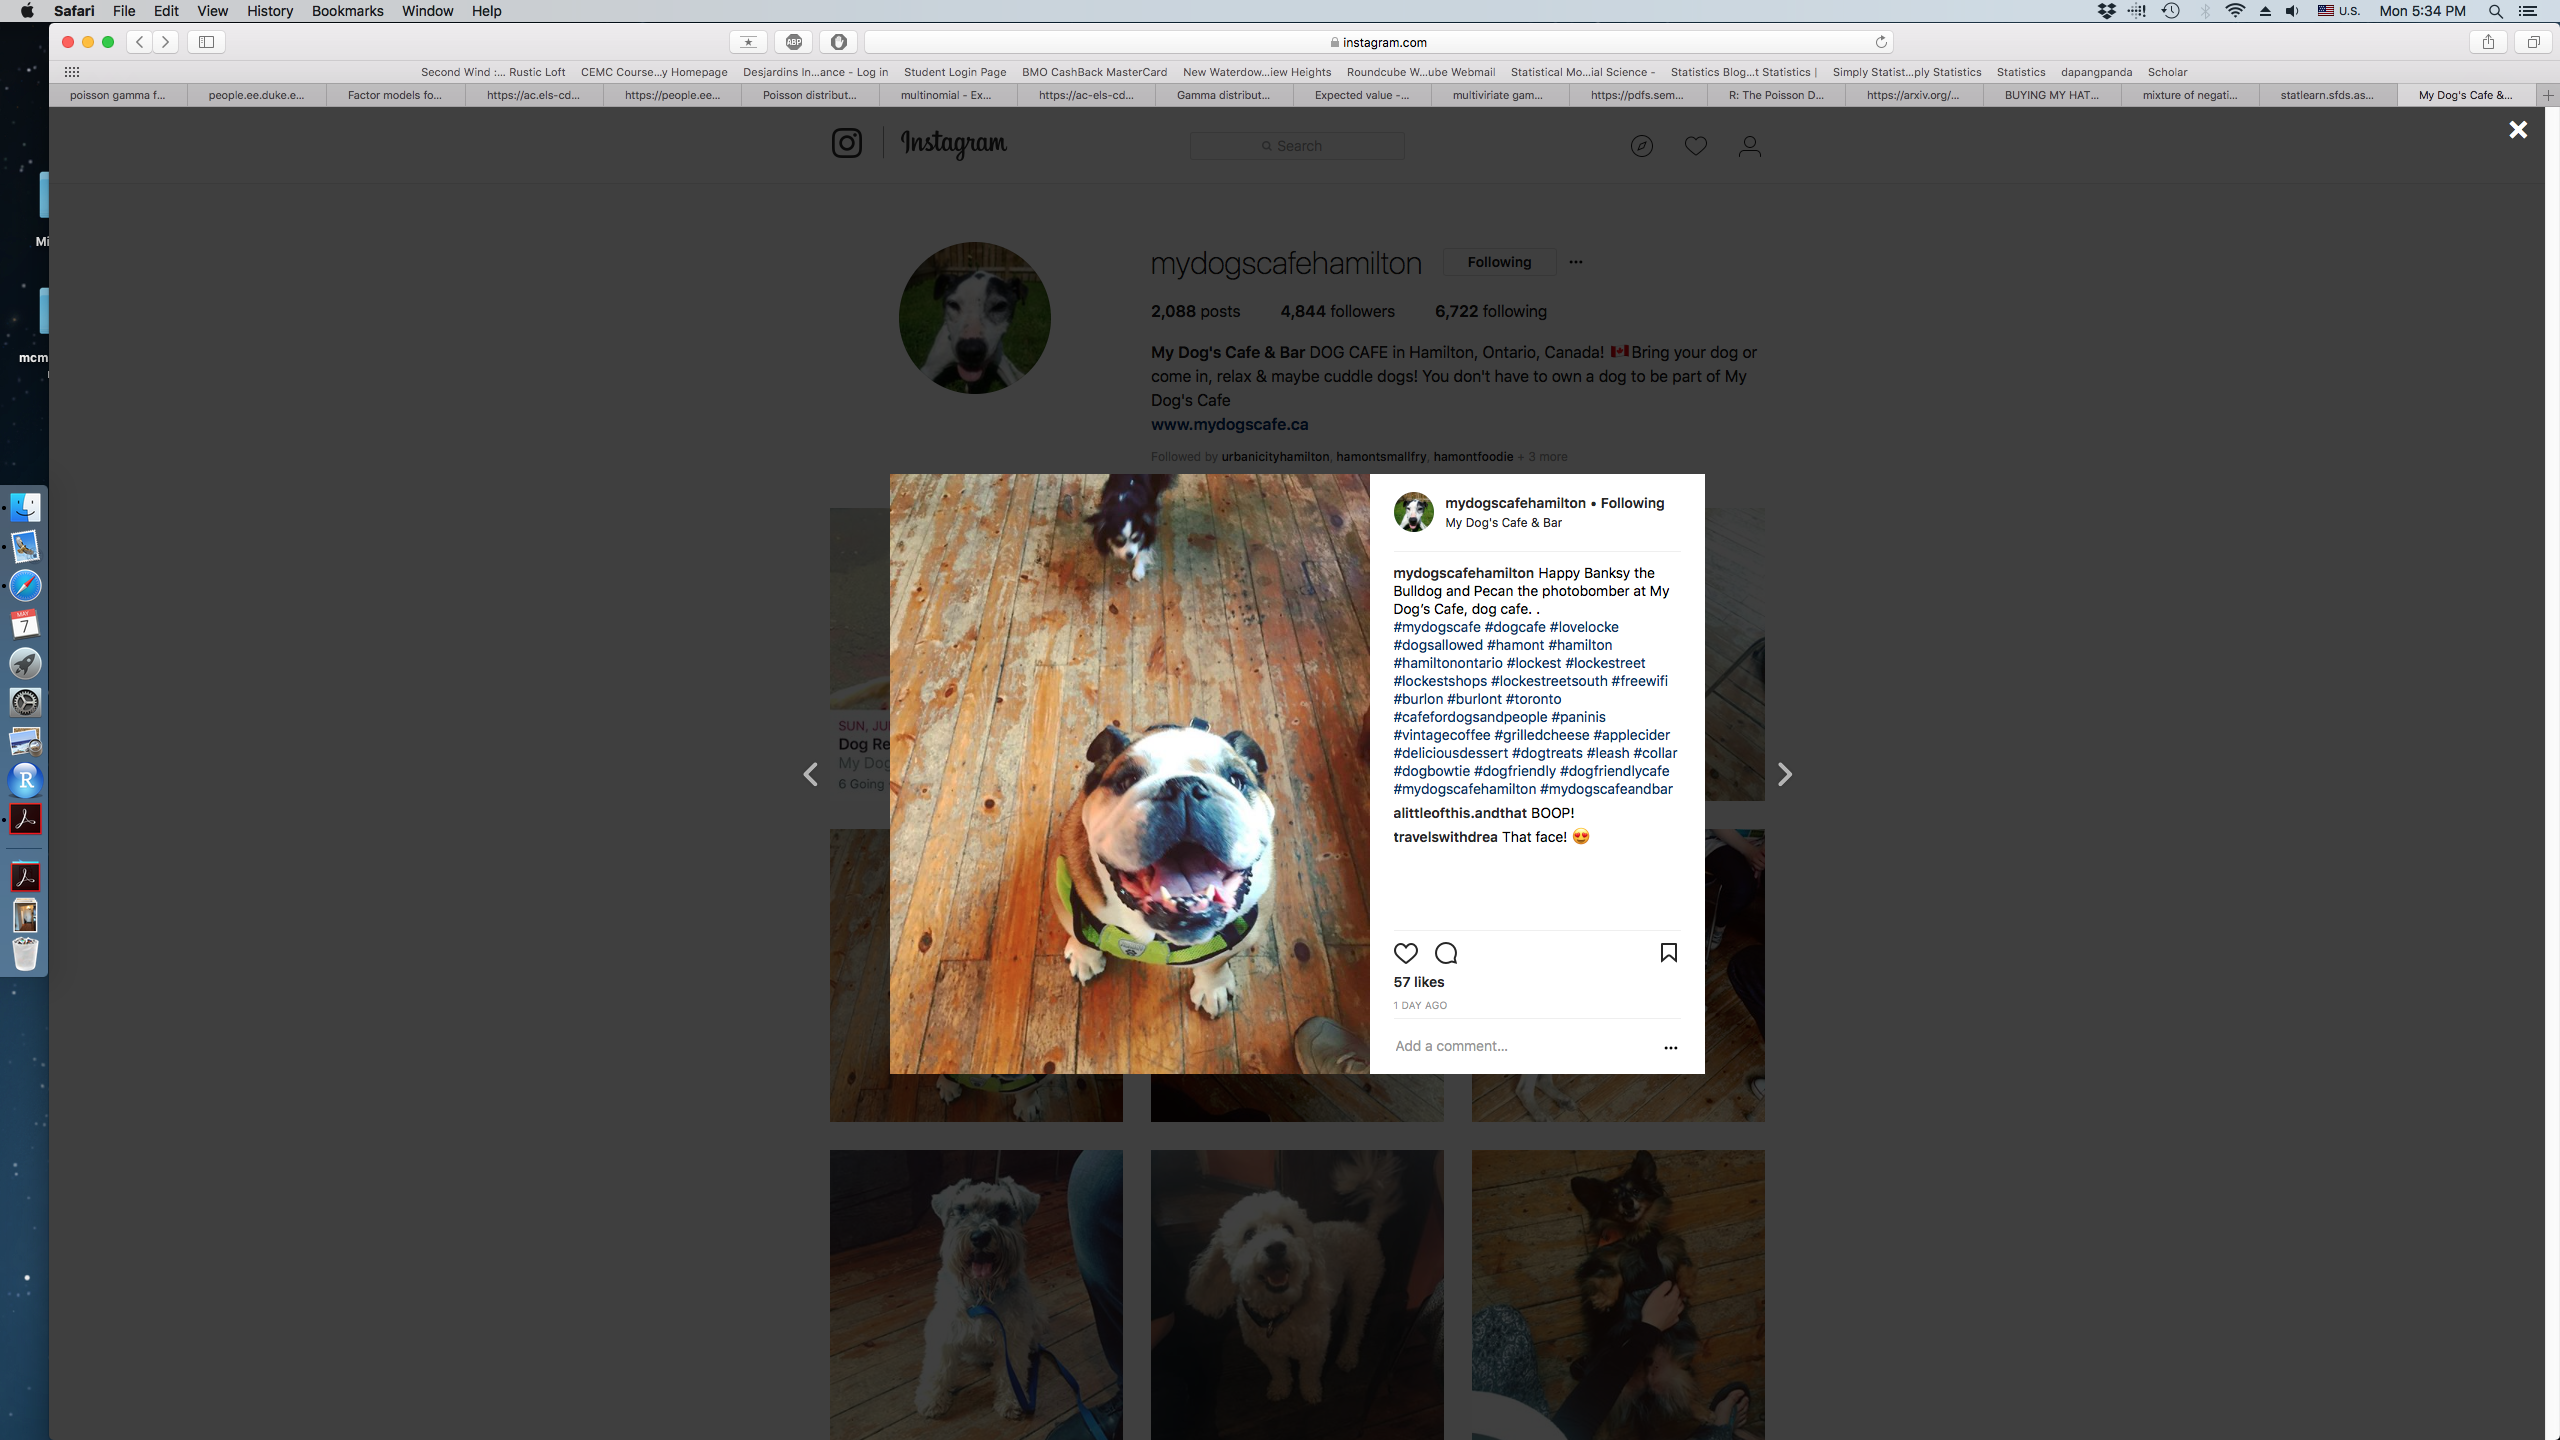 Safari File Edit View History Bookmarks Window Help
U.S. Mon 5:34 PM
ABP
instagram.com
Second Wind :... Rustic Loft CEMC Course...y Homepage Desjardins In...ance - Log in Student Login Page BMO CashBack MasterCard New Waterdow...iew Heights Roundcube W...ube Webmail Statistical Mo...ial Science - Statistics Blog...t Statistics | Simply Statist...ply Statistics Statistics dapangpanda Scholar
poisson gamma f... people.ee.duke.e... Factor models fo... https://ac.els-cd... https://people.ee... Poisson distribut... multinomial - Ex... https://ac-els-cd... Gamma distribut... Expected value -... multiviriate gam... https://pdfs.sem... R: The Poisson D... https://arxiv.org/... BUYING MY HAT... mixture of negati... statlearn.sfds.as... My Dog's Cafe &...
Instagram
Search
Mi
mcm
mydogscafehamilton Following
2,088 posts 4,844 followers 6,722 following
My Dog's Cafe & Bar DOG CAFE in Hamilton, Ontario, Canada! 🇨🇦Bring your dog or
come in, relax & maybe cuddle dogs! You don't have to own a dog to be part of My
Dog's Cafe
www.mydogscafe.ca
Followed by urbanicityhamilton, hamontsmallfry, hamontfoodie + 3 more
SUN, JU
Dog Re
My Dog
6 Going
mydogscafehamilton • Following
My Dog's Cafe & Bar
mydogscafehamilton Happy Banksy the
Bulldog and Pecan the photobomber at My
Dog's Cafe, dog cafe. .
#mydogscafe #dogcafe #lovelocke
#dogsallowed #hamont #hamilton
#hamiltonontario #lockest #lockestreet
#lockestshops #lockestreetsouth #freewifi
#burlon #burlont #toronto
#cafefordogsandpeople #paninis
#vintagecoffee #grilledcheese #applecider
#deliciousdessert #dogtreats #leash #collar
#dogbowtie #dogfriendly #dogfriendlycafe
#mydogscafehamilton #mydogscafeandbar
alittleofthis.andthat BOOP!
travelswithdrea That face! 😍
57 likes
1 DAY AGO
Add a comment...
MAY
7
R